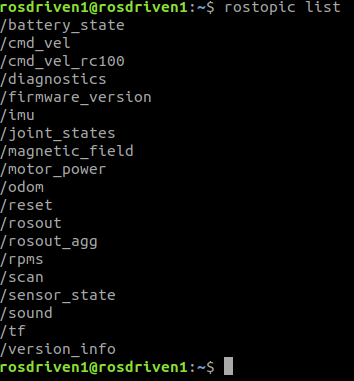 rosdriven1@rosdriven1:~$ rostopic list
/battery_state
/cmd_vel
/cmd_vel_rc100
/diagnostics
/firmware_version
/imu
/joint_states
/magnetic_field
/motor_power
/odom
/reset
/rosout
/rosout_agg
/rpms
/scan
/sensor_state
/sound
/tf
/version_info
rosdriven1@rosdriven1:~$